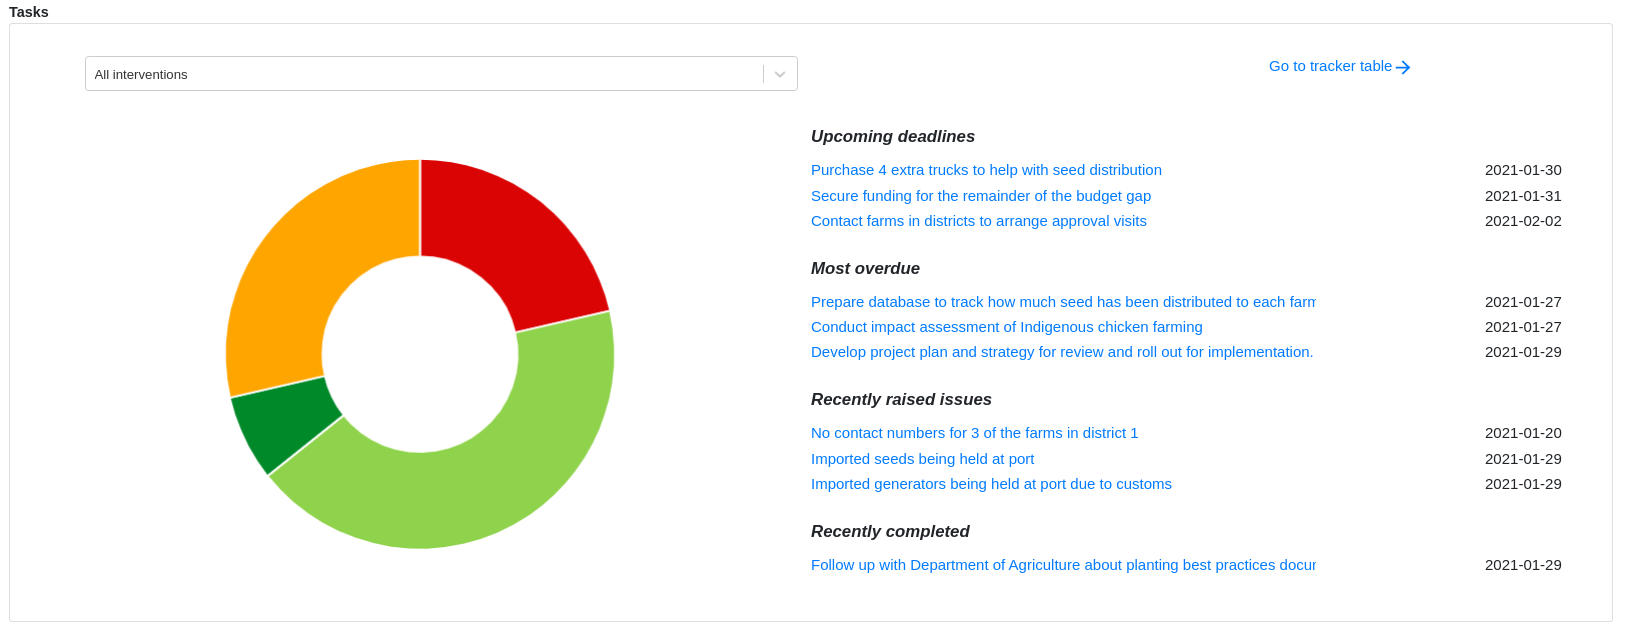 Tasks
All interventions
Go to tracker table
Upcoming deadlines
Purchase 4 extra trucks to help with seed distribution 2021-01-30
Secure funding for the remainder of the budget gap 2021-01-31
Contact farms in districts to arrange approval visits 2021-02-02
Most overdue
Prepare database to track how much seed has been distributed to each farm 2021-01-27
Conduct impact assessment of Indigenous chicken farming 2021-01-27
Develop project plan and strategy for review and roll out for implementation. 2021-01-29
Recently raised issues
No contact numbers for 3 of the farms in district 1 2021-01-20
Imported seeds being held at port 2021-01-29
Imported generators being held at port due to customs 2021-01-29
Recently completed
Follow up with Department of Agriculture about planting best practices 2021-01-29